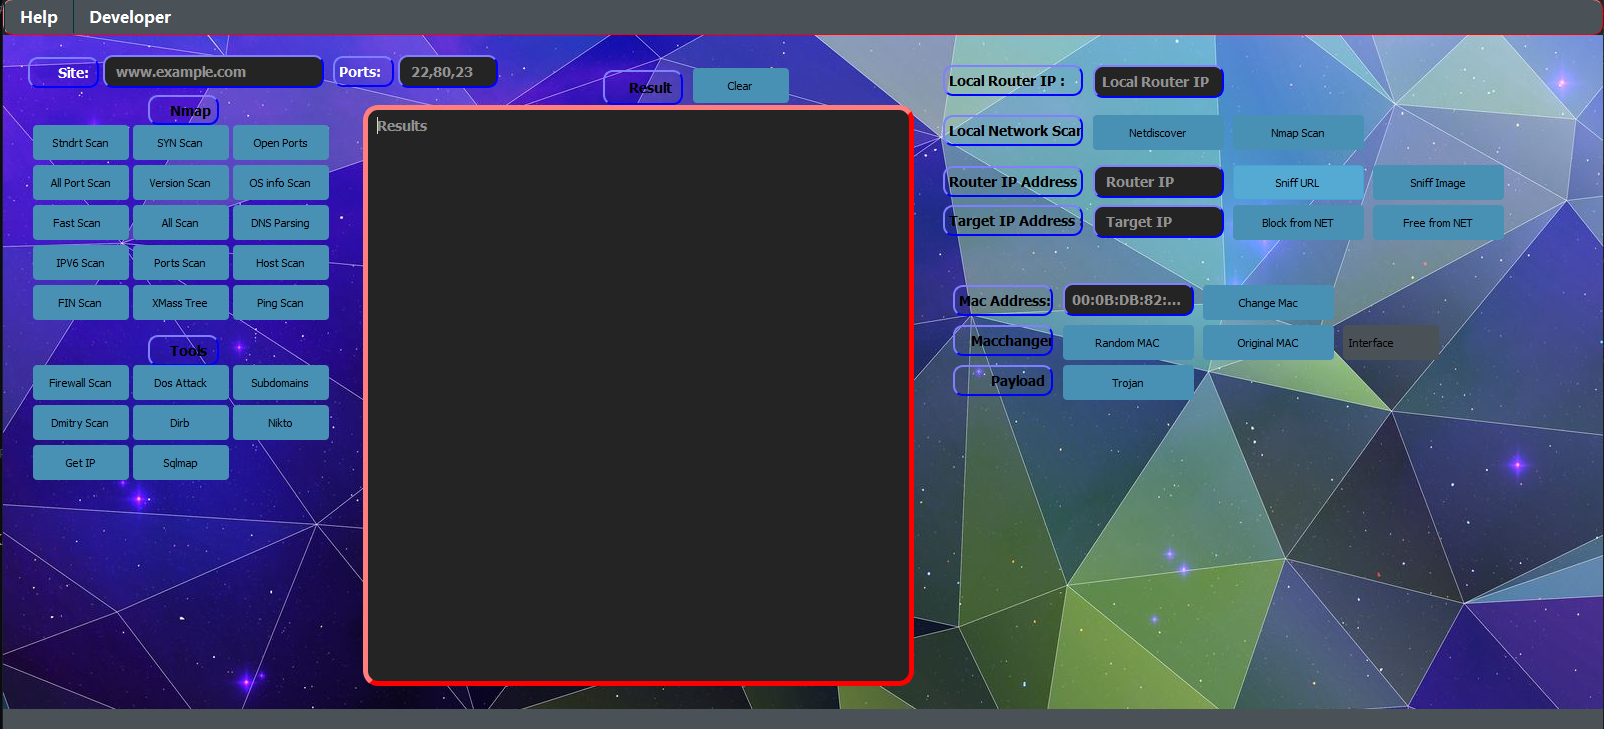 Help Developer
Site: www.example.com Ports: 22,80,23
Nmap
Stndrt Scan SYN Scan Open Ports
All Port Scan Version Scan OS info Scan
Fast Scan All Scan DNS Parsing
IPV6 Scan Ports Scan Host Scan
FIN Scan XMass Tree Ping Scan
Tools
Firewall Scan Dos Attack Subdomains
Dmitry Scan Dirb Nikto
Get IP Sqlmap
Result Clear
Results
Local Router IP : Local Router IP
Local Network Scan Netdiscover Nmap Scan
Router IP Address Router IP Sniff URL Sniff Image
Target IP Address : Target IP Block from NET Free from NET
Mac Address: 00:0B:DB:82:... Change Mac
Macchanger Random MAC Original MAC Interface
Payload Trojan